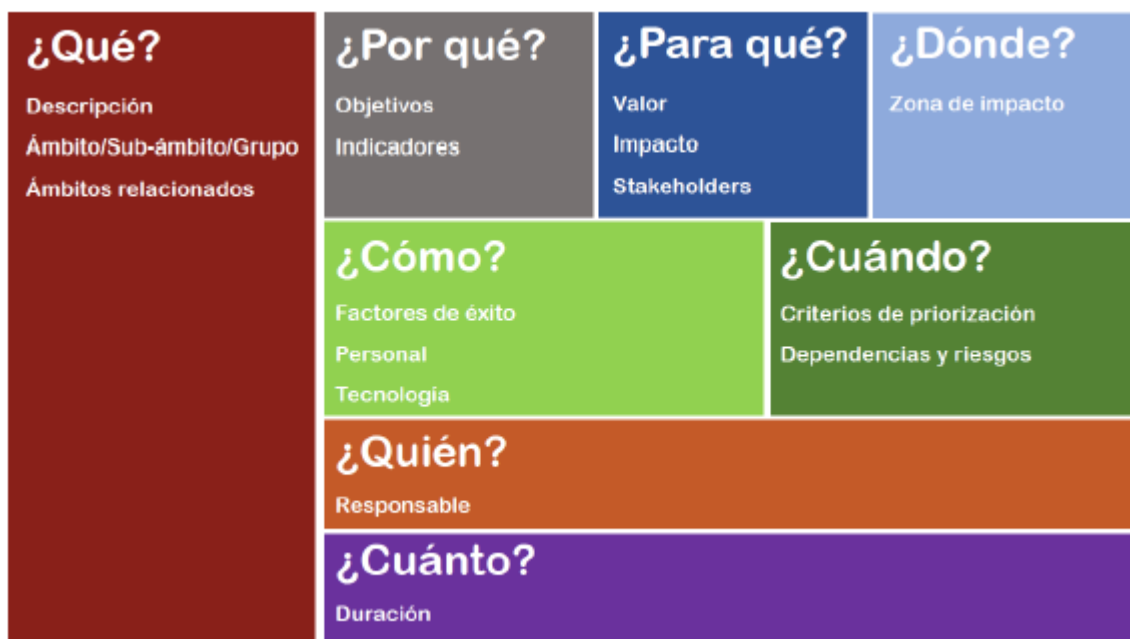 ¿Qué?
Descripción
Ámbito/Sub-ámbito/Grupo
Ámbitos relacionados
¿Por qué?
Objetivos
Indicadores
¿Para qué?
Valor
Impacto
Stakeholders
¿Dónde?
Zona de impacto
¿Cómo?
Factores de éxito
Personal
Tecnología
¿Cuándo?
Criterios de priorización
Dependencias y riesgos
¿Quién?
Responsable
¿Cuánto?
Duración